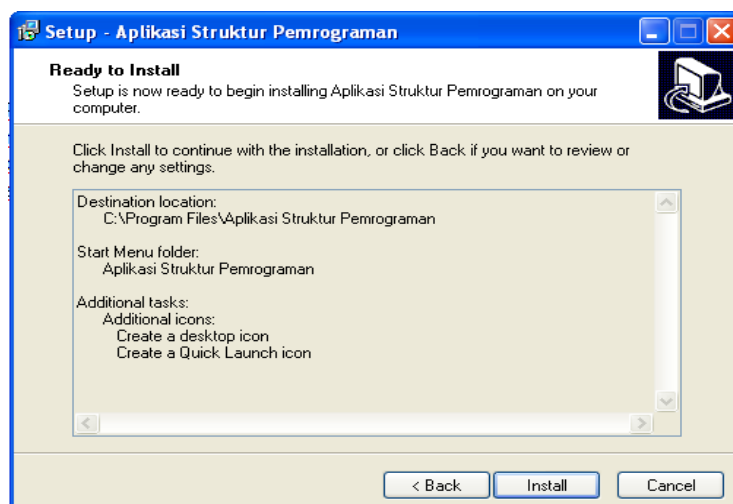 Setup - Aplikasi Struktur Pemrograman
Ready to Install
Setup is now ready to begin installing Aplikasi Struktur Pemrograman on your
computer.
Click Install to continue with the installation, or click Back if you want to review or
change any settings.
Destination location:
C:\Program Files\Aplikasi Struktur Pemrograman
Start Menu folder:
Aplikasi Struktur Pemrograman
Additional tasks:
Additional icons:
Create a desktop icon
Create a Quick Launch icon
< Back
Install
Cancel